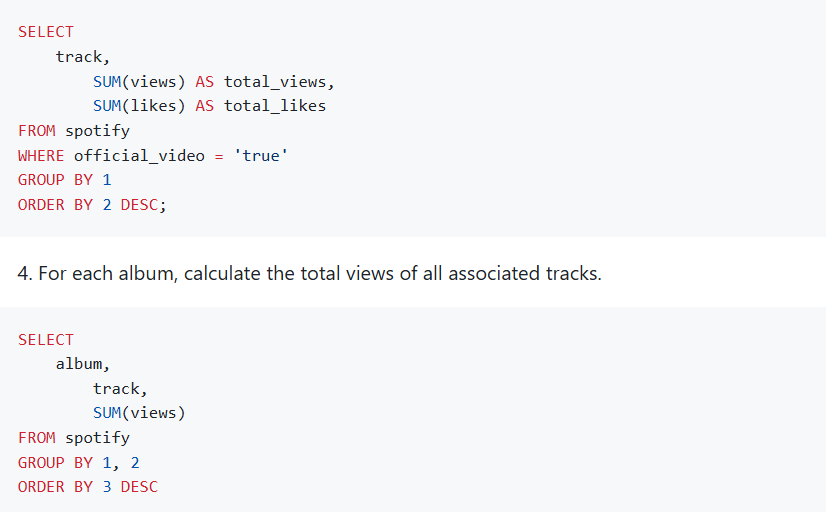 SELECT
track,
SUM(views) AS total_views,
SUM(likes) AS total_likes
FROM spotify
WHERE official_video = 'true'
GROUP BY 1
ORDER BY 2 DESC;
4. For each album, calculate the total views of all associated tracks.
SELECT
album,
track,
SUM(views)
FROM spotify
GROUP BY 1, 2
ORDER BY 3 DESC